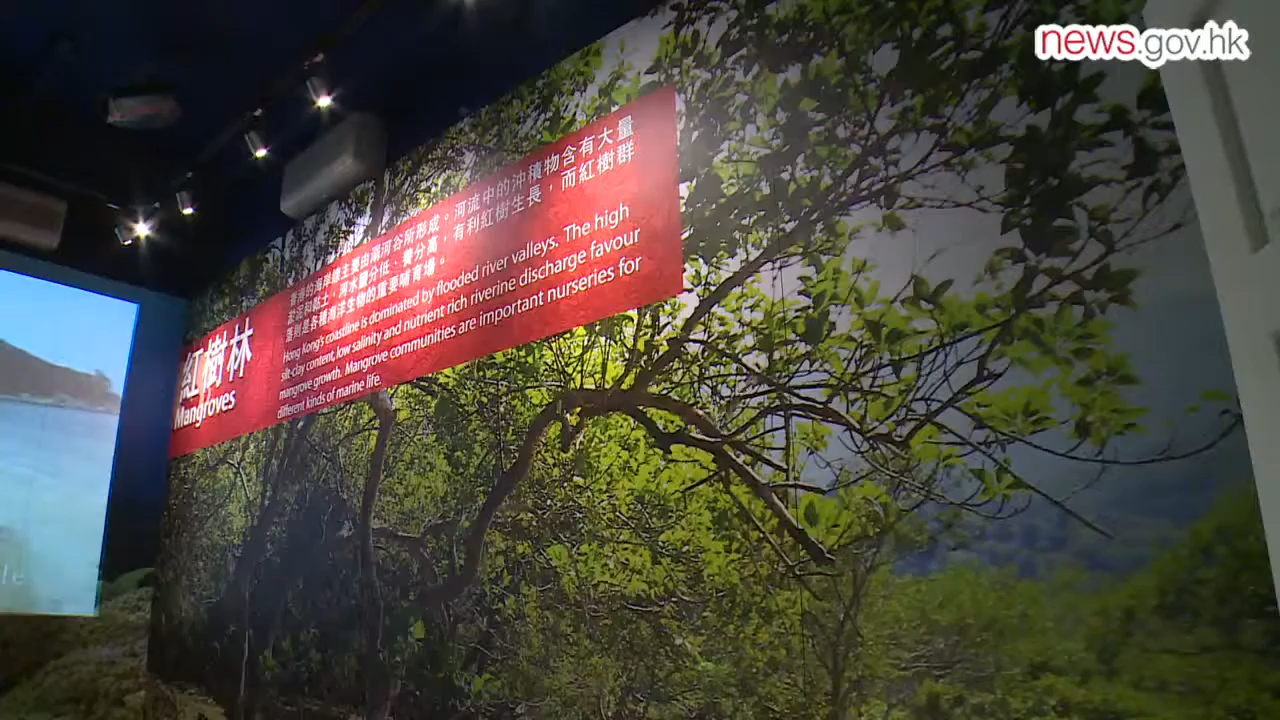 news.gov.hk
紅樹林
Mangroves
香港的海岸線主要由溺河谷所形成。河流中的沖積物含有大量
淤泥和黏土，河水鹽分低、養分高，有利紅樹生長，而紅樹群
落則是各種海洋生物的重要哺育場。
Hong Kong's coastline is dominated by flooded river valleys. The high
silt-clay content, low salinity and nutrient rich riverine discharge favour
mangrove growth. Mangrove communities are important nurseries for
different kinds of marine life.